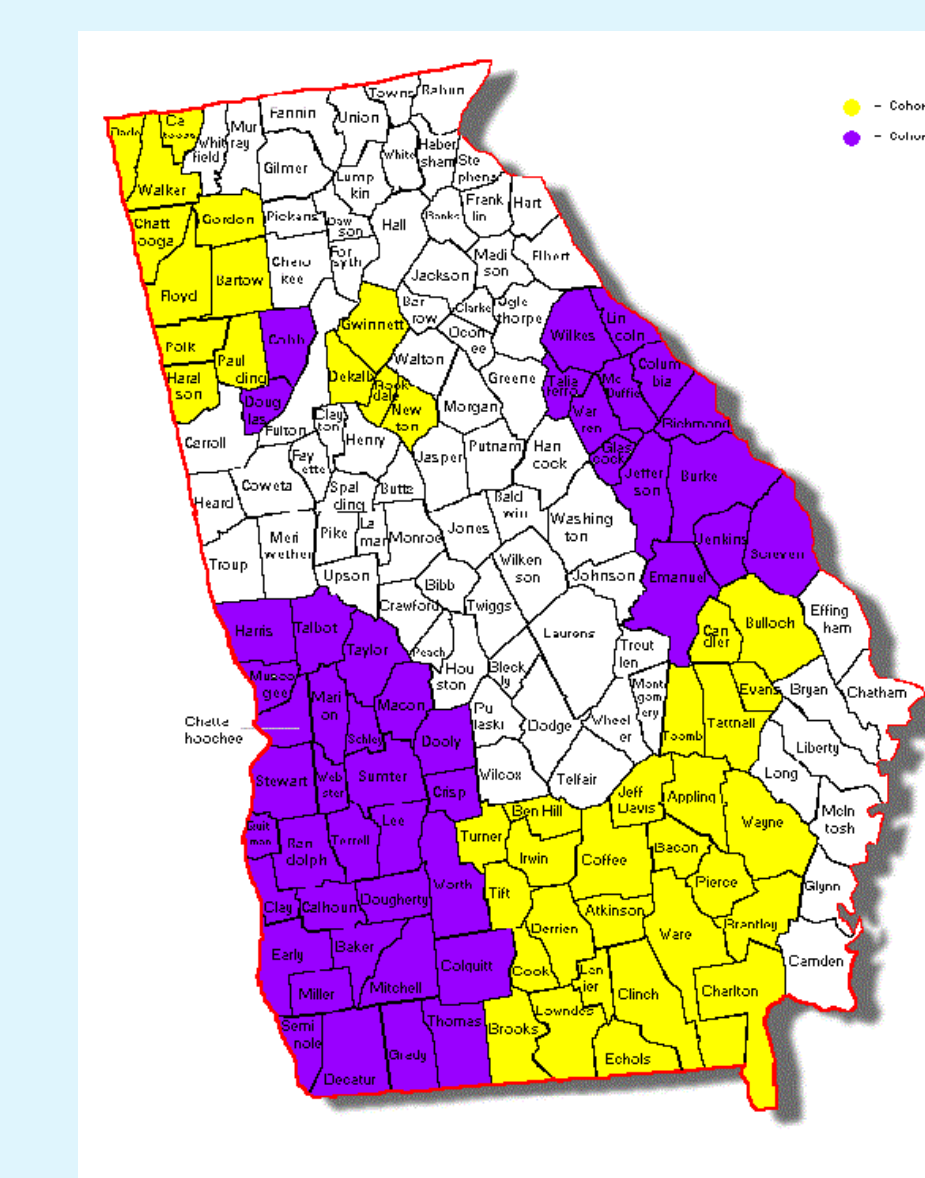 Towns
Rabun
Fannin
Union
– Cohor
Dade
Ca
toosa
Whit
field
Mur
ray
White
Haber
sham
– Cohor
Gilmer
Ste
phens
Walker
Lump
kin
Frank
lin
Hart
Chatt
ooga
Gordon
Pickens
Daw
son
Hall
Banks
Chero
kee
For
syth
Madi
son
Elbert
Floyd
Bartow
Jackson
Polk
Paul
ding
Cobb
Gwinnett
Bar
row
Clarke
Ogle
thorpe
Wilkes
Lin
coln
Ocon
ee
Haral
son
Dekalb
Walton
Greene
Talia
ferro
Mc
Duffie
Colum
bia
Doug
las
Rock
dale
New
ton
Morgan
War
ren
Richmond
Carroll
Fulton
Clay
ton
Henry
Fay
ette
Jasper
Putnam
Han
cock
Glas
cock
Jeffer
son
Burke
Heard
Coweta
Spal
ding
Butts
Bald
win
Washing
ton
Troup
Meri
wether
Pike
La
mar
Monroe
Jones
Jenkins
Screven
Upson
Bibb
Wilken
son
Johnson
Emanuel
Crawford
Twiggs
Harris
Talbot
Taylor
Peach
Hou
ston
Laurens
Treut
len
Can
dler
Bulloch
Effing
ham
Musco
gee
Mari
on
Macon
Bleck
ly
Mont
gom
ery
Evans
Bryan
Chatham
Chatta
hoochee
Schley
Dooly
Pu
laski
Dodge
Wheel
er
Toomb
Tattnall
Liberty
Stewart
Web
ster
Sumter
Crisp
Wilcox
Telfair
Jeff
Davis
Appling
Long
Wayne
McIn
tosh
Quit
man
Ran
dolph
Terrell
Lee
Turner
Ben Hill
Irwin
Coffee
Bacon
Clay
Calhoun
Dougherty
Worth
Tift
Pierce
Glynn
Early
Baker
Derrien
Atkinson
Ware
Brantley
Miller
Mitchell
Colquitt
Cook
Lan
ier
Clinch
Charlton
Camden
Semi
nole
Decatur
Grady
Thomas
Brooks
Lowndes
Echols